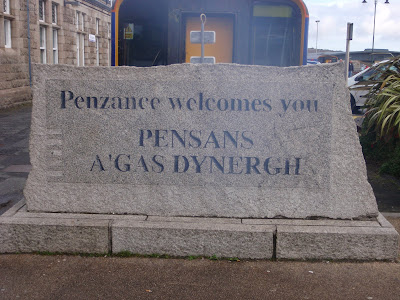 Penzance welcomes you
PENSANS
A'GAS DYNERGH